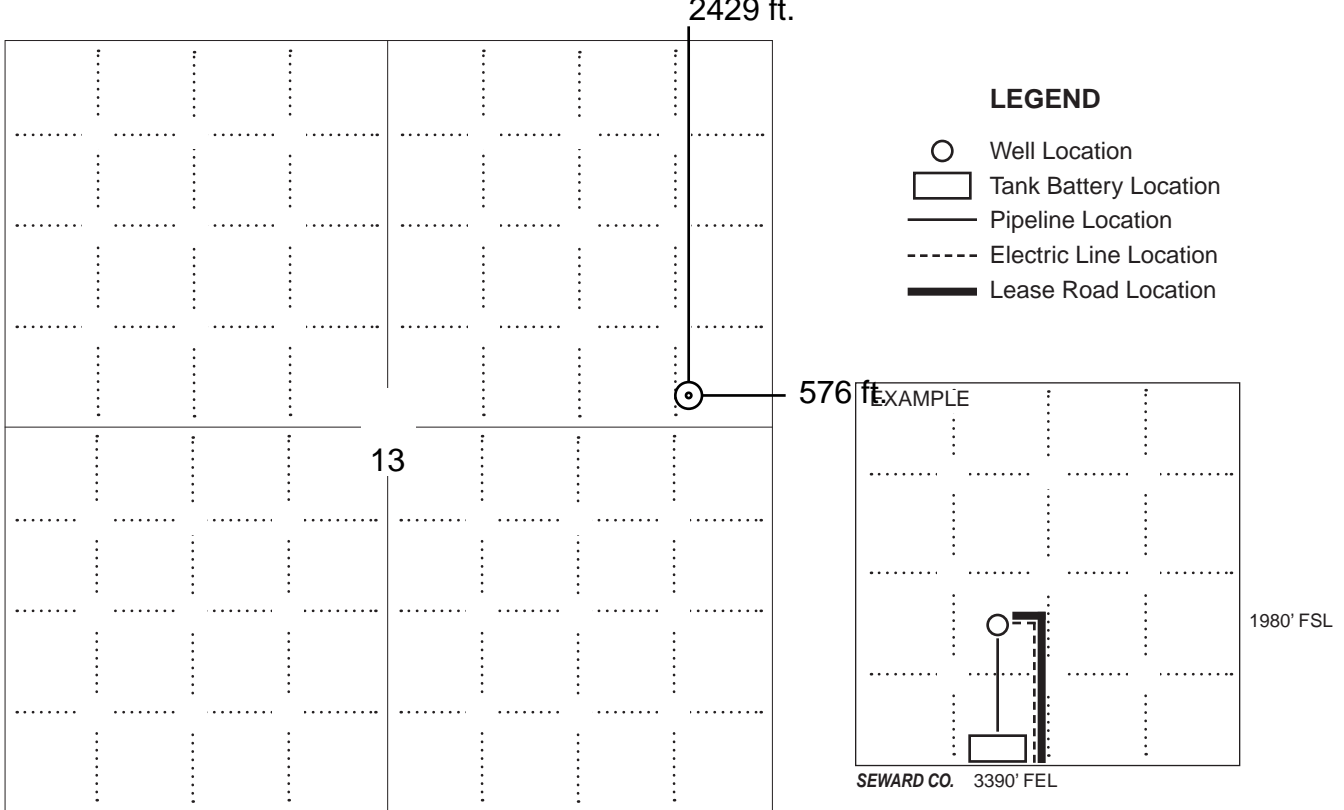 2429 ft.
LEGEND
Well Location
Tank Battery Location
Pipeline Location
Electric Line Location
Lease Road Location
576 ft.
EXAMPLE
13
1980' FSL
SEWARD CO. 3390' FEL